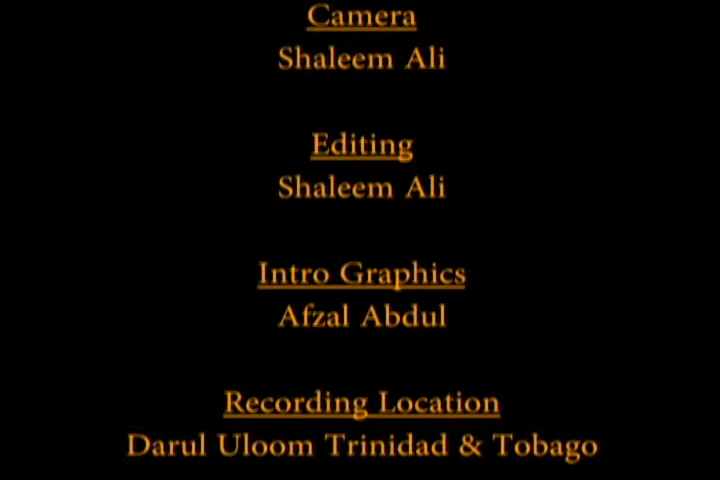 Camera
Shaleem Ali
Editing
Shaleem Ali
Intro Graphics
Afzal Abdul
Recording Location
Darul Uloom Trinidad & Tobago